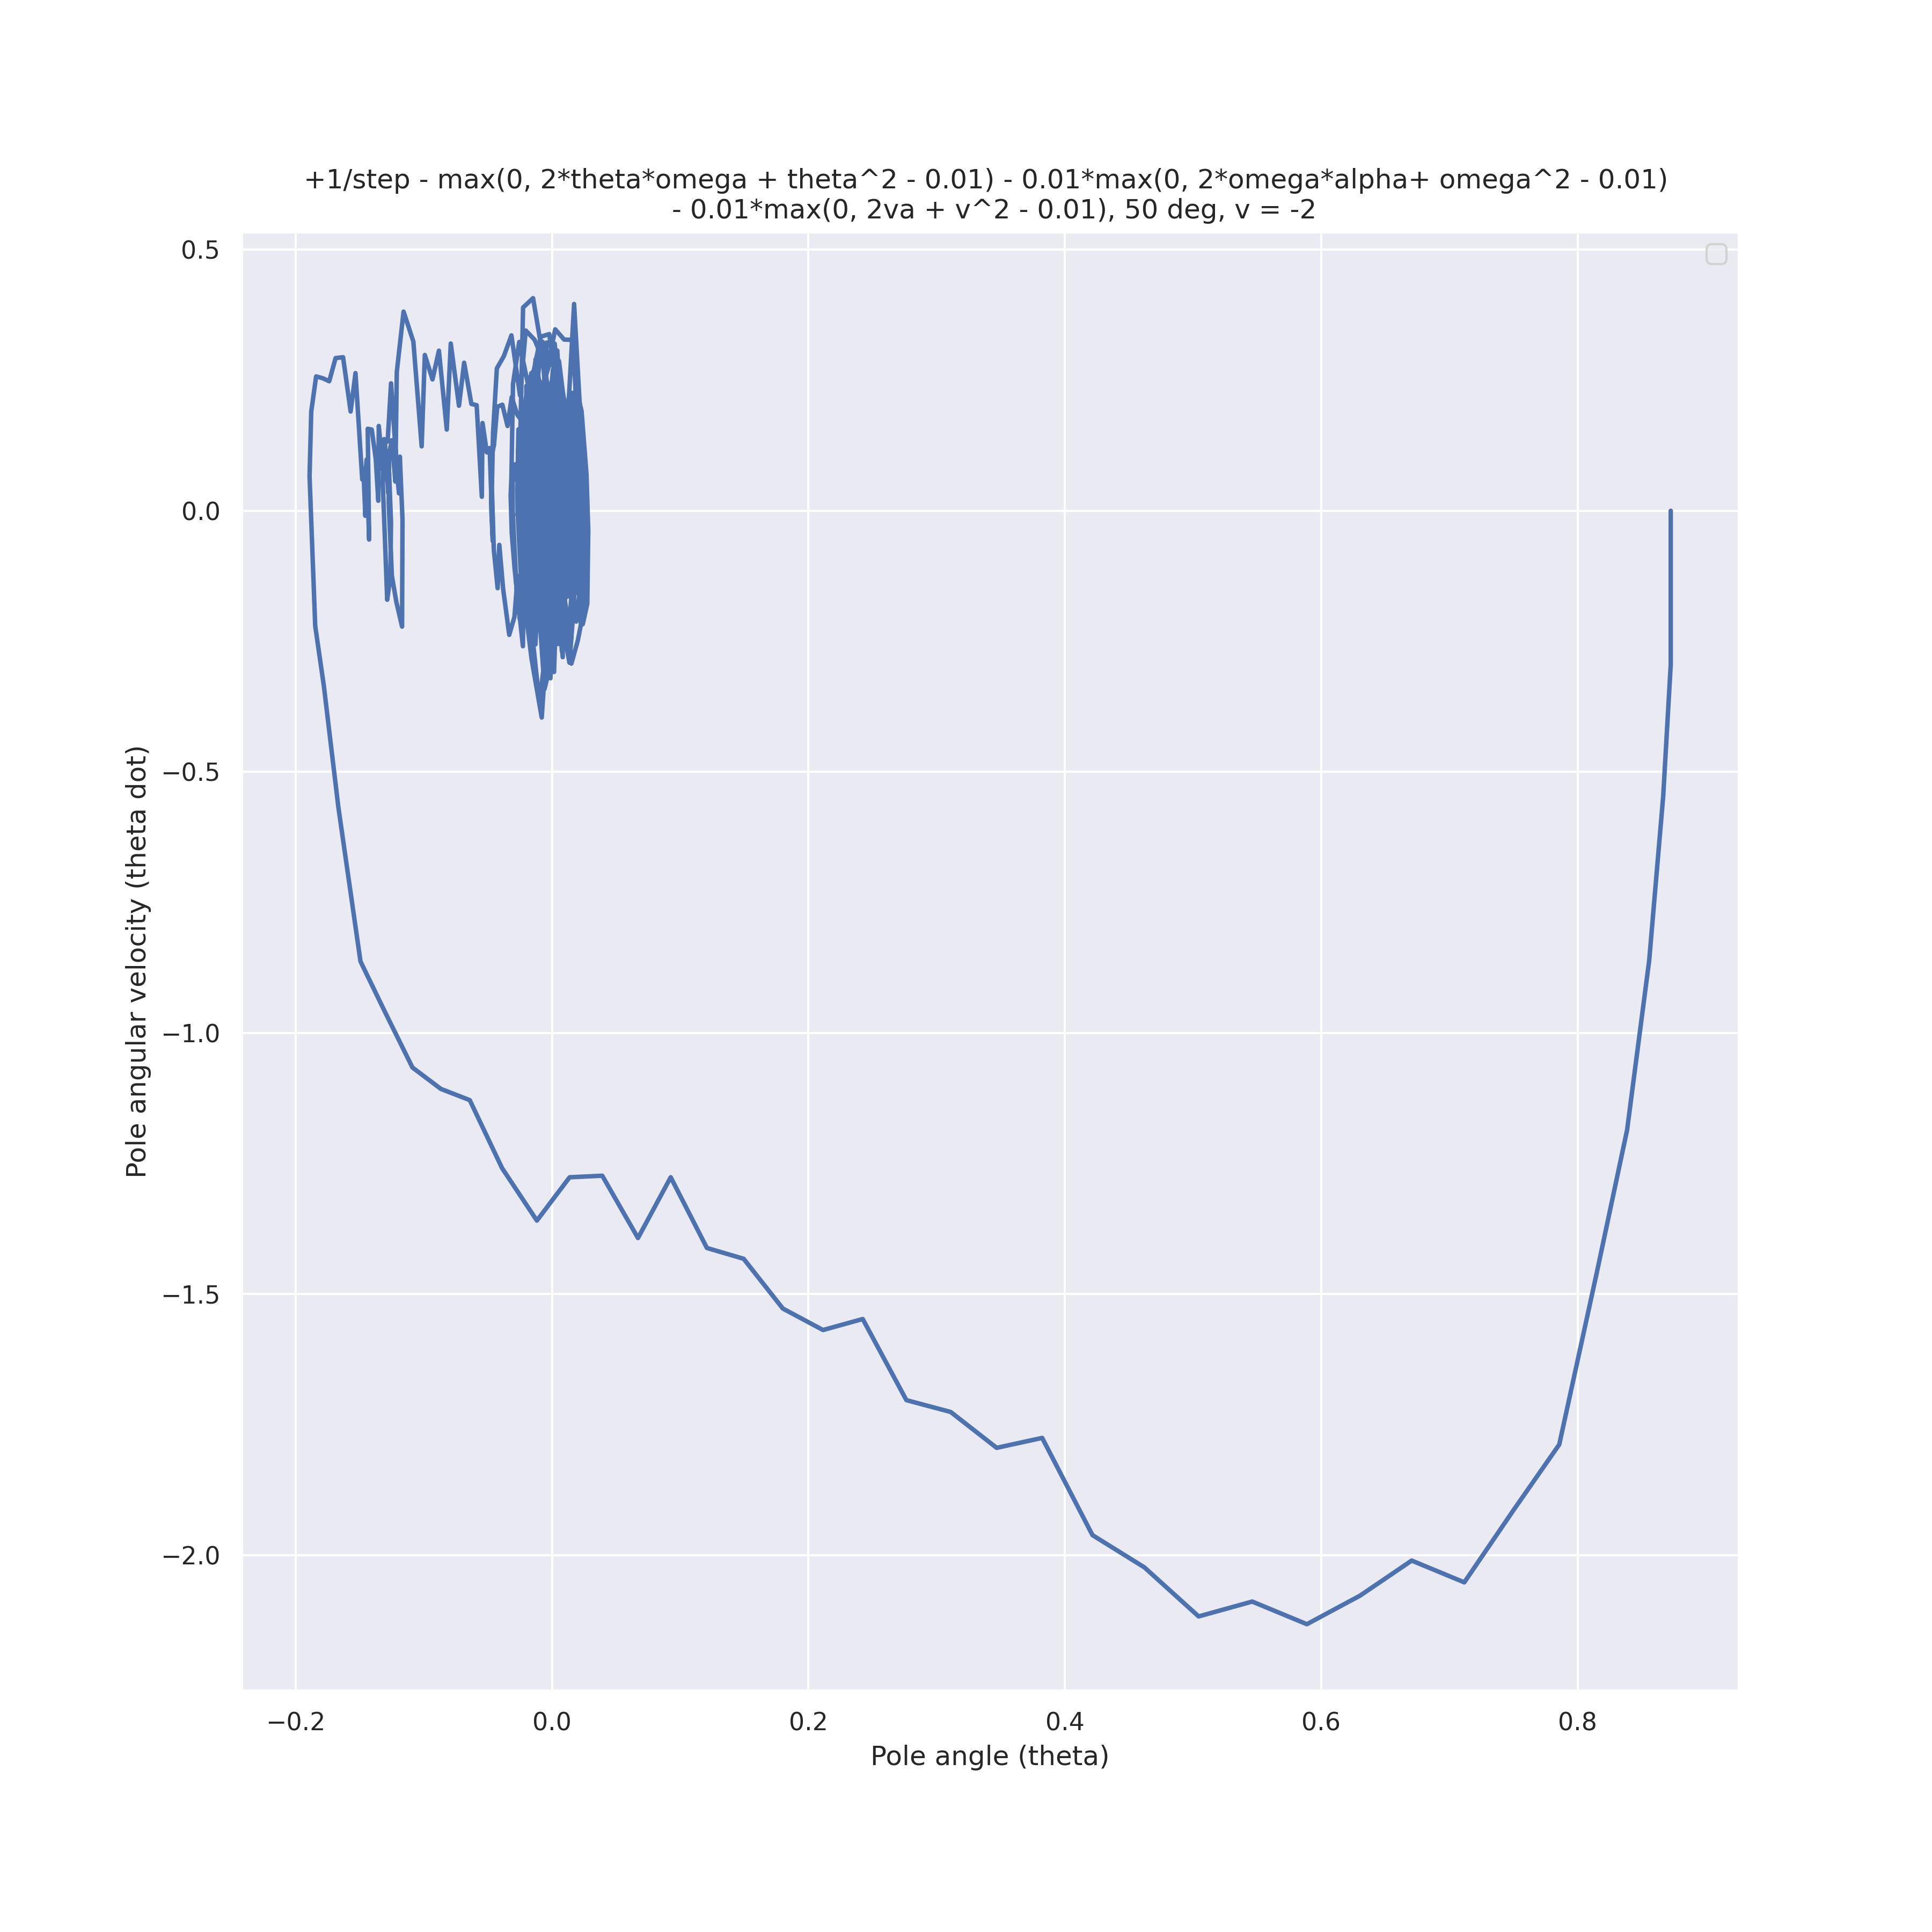 +1/step - max(0, 2*theta*omega + theta^2 - 0.01) - 0.01*max(0, 2*omega*alpha+ omega^2 - 0.01)
- 0.01*max(0, 2va + v^2 - 0.01), 50 deg, v = -2
0.5
0.0
−0.5
−1.0
−1.5
−2.0
Pole angular velocity (theta dot)
−0.2 0.0 0.2 0.4 0.6 0.8
Pole angle (theta)